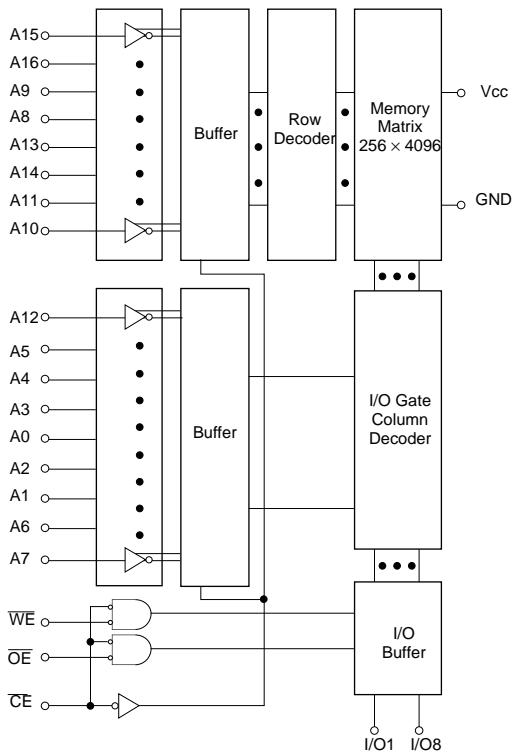 A15
A16
A9
A8
A13
A14
A11
A10
Buffer
Row
Decoder
Memory
Matrix
256 × 4096
Vcc
GND
A12
A5
A4
A3
A0
A2
A1
A6
A7
Buffer
I/O Gate
Column
Decoder
WE
OE
CE
I/O
Buffer
I/O1 I/O8